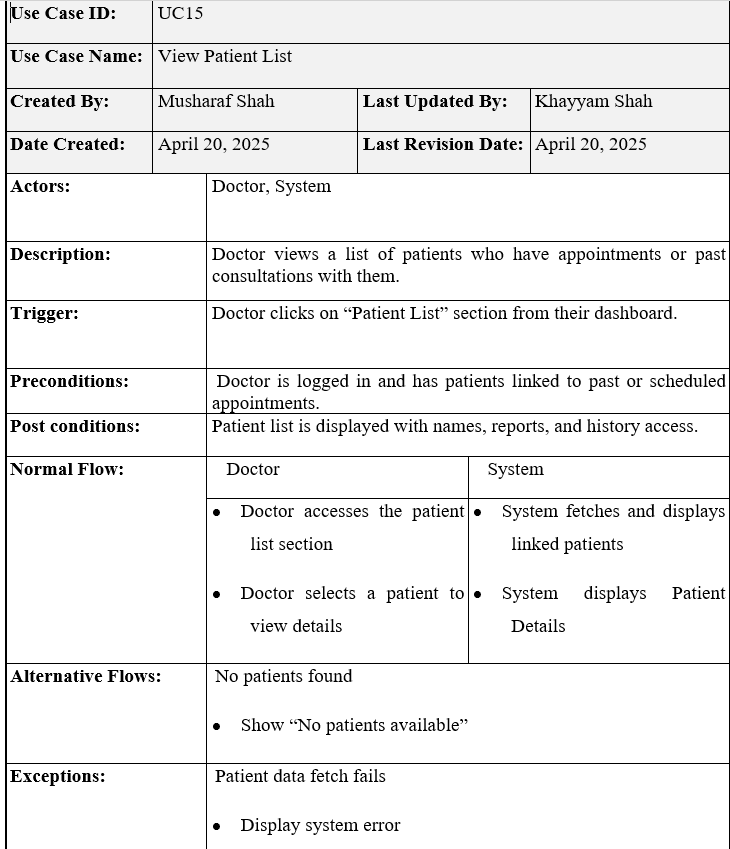 Use Case ID: UC15
Use Case Name: View Patient List
Created By: Musharaf Shah Last Updated By: Khayyam Shah
Date Created: April 20, 2025 Last Revision Date: April 20, 2025
Actors: Doctor, System
Description: Doctor views a list of patients who have appointments or past
consultations with them.
Trigger: Doctor clicks on “Patient List” section from their dashboard.
Preconditions: Doctor is logged in and has patients linked to past or scheduled
appointments.
Post conditions: Patient list is displayed with names, reports, and history access.
Normal Flow: Doctor System
● Doctor accesses the patient
list section
● Doctor selects a patient to
view details
● System fetches and displays
linked patients
● System displays Patient
Details
Alternative Flows: No patients found
● Show “No patients available”
Exceptions: Patient data fetch fails
● Display system error